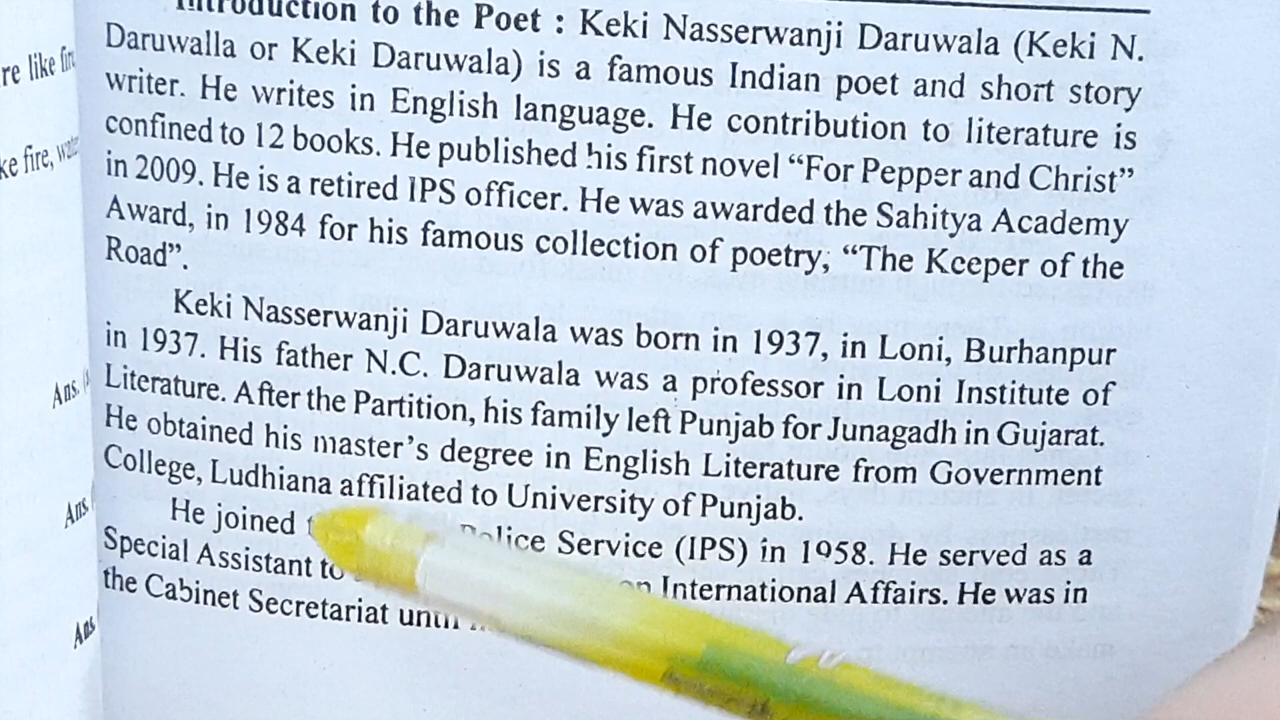 Introduction to the Poet : Keki Nasserwanji Daruwala (Keki N.
Daruwalla or Keki Daruwala) is a famous Indian poet and short story
writer. He writes in English language. He contribution to literature is
confined to 12 books. He published his first novel “For Pepper and Christ”
in 2009. He is a retired IPS officer. He was awarded the Sahitya Academy
Award, in 1984 for his famous collection of poetry, “The Keeper of the
Road”.
Keki Nasserwanji Daruwala was born in 1937, in Loni, Burhanpur
in 1937. His father N.C. Daruwala was a professor in Loni Institute of
Literature. After the Partition, his family left Punjab for Junagadh in Gujarat.
He obtained his master’s degree in English Literature from Government
College, Ludhiana affiliated to University of Punjab.
He joined Police Service (IPS) in 1958. He served as a
Special Assistant to on International Affairs. He was in
the Cabinet Secretariat until
re like
ke fire,
Ans.
Ans
Ans.